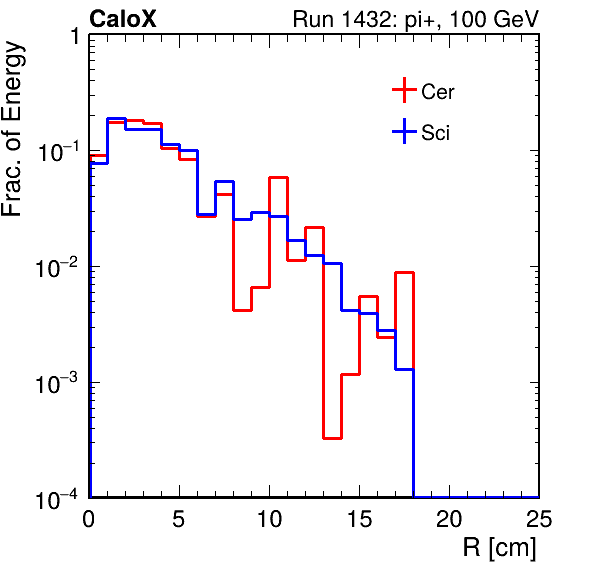 CaloX Run 1432: pi+, 100 GeV
Frac. of Energy
1
10⁻¹
10⁻²
10⁻³
10⁻⁴
Cer
Sci
0 5 10 15 20 25
R [cm]